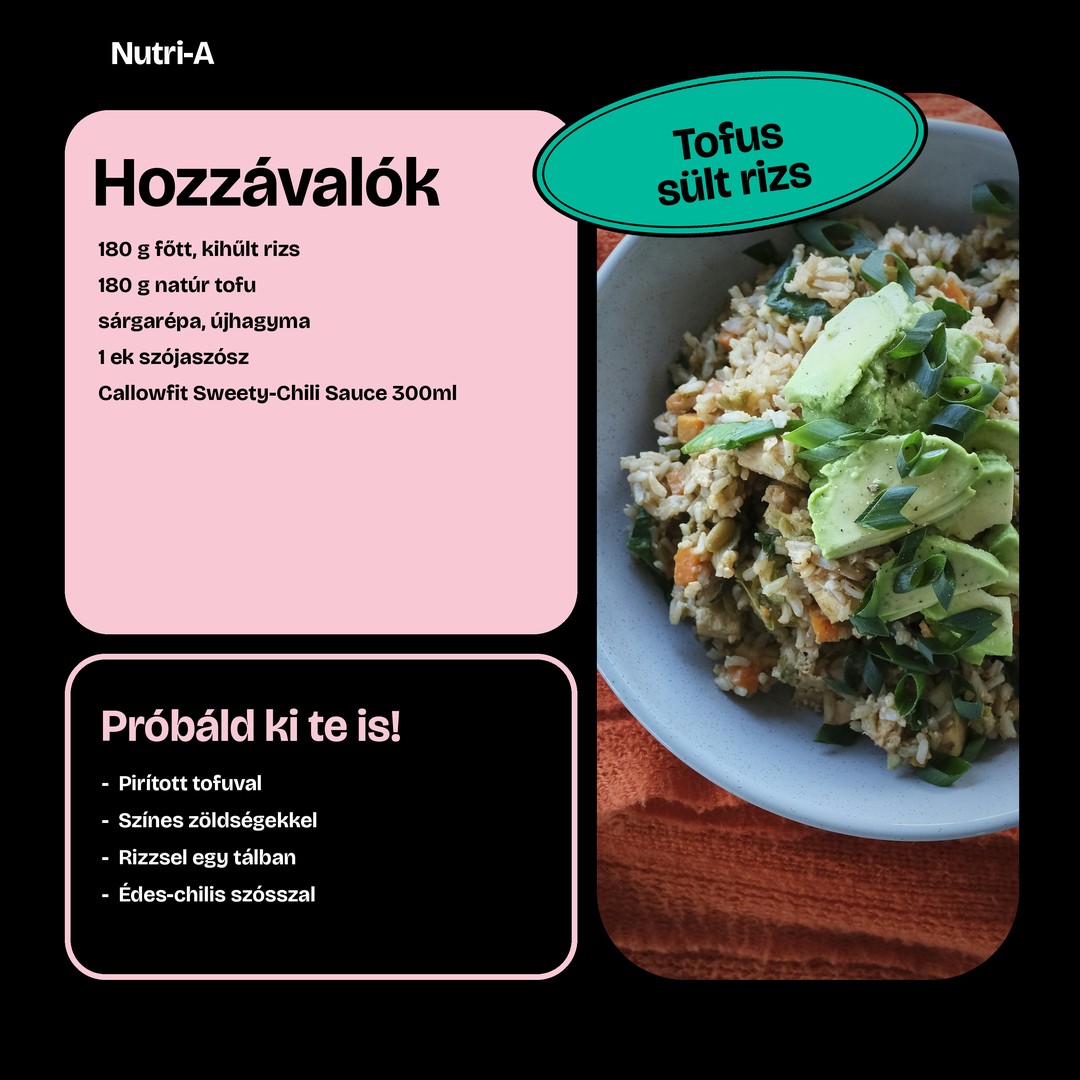 Nutri-A
Tofus
sült rizs
Hozzávalók
180 g főtt, kihűlt rizs
180 g natúr tofu
sárgarépa, újhagyma
1 ek szójaszósz
Callowfit Sweety-Chili Sauce 300ml
Próbáld ki te is!
- Pirított tofuval
- Színes zöldségekkel
- Rizzsel egy tálban
- Édes-chilis szósszal